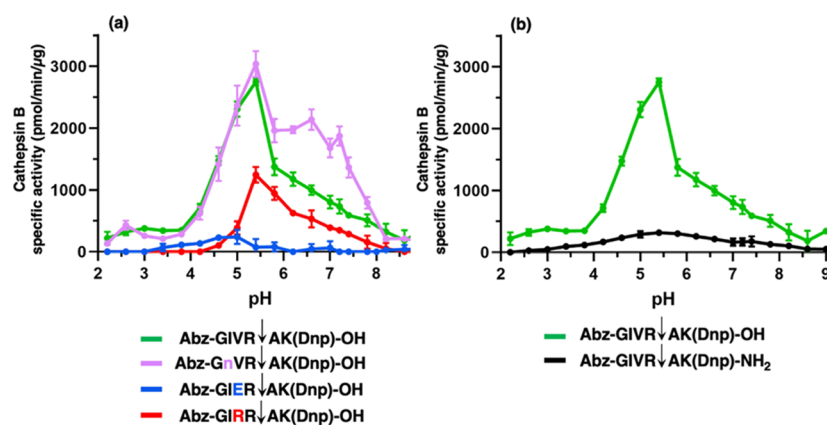 (a)
Cathepsin B
specific activity (pmol/min/µg)
3000
2000
1000
0
2 3 4 5 6 7 8
pH
Abz-GIVR↓AK(Dnp)-OH
Abz-GnVR↓AK(Dnp)-OH
Abz-GIER↓AK(Dnp)-OH
Abz-GIRR↓AK(Dnp)-OH
(b)
Cathepsin B
specific activity (pmol/min/µg)
3000
2000
1000
0
2 3 4 5 6 7 8 9
pH
Abz-GIVR↓AK(Dnp)-OH
Abz-GIVR↓AK(Dnp)-NH₂